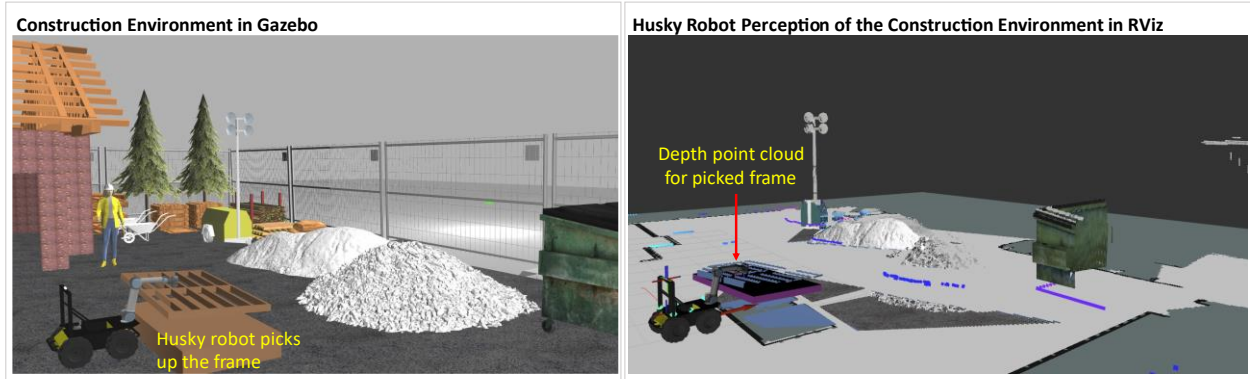 Construction Environment in Gazebo
Husky robot picks
up the frame
Husky Robot Perception of the Construction Environment in RViz
Depth point cloud
for picked frame